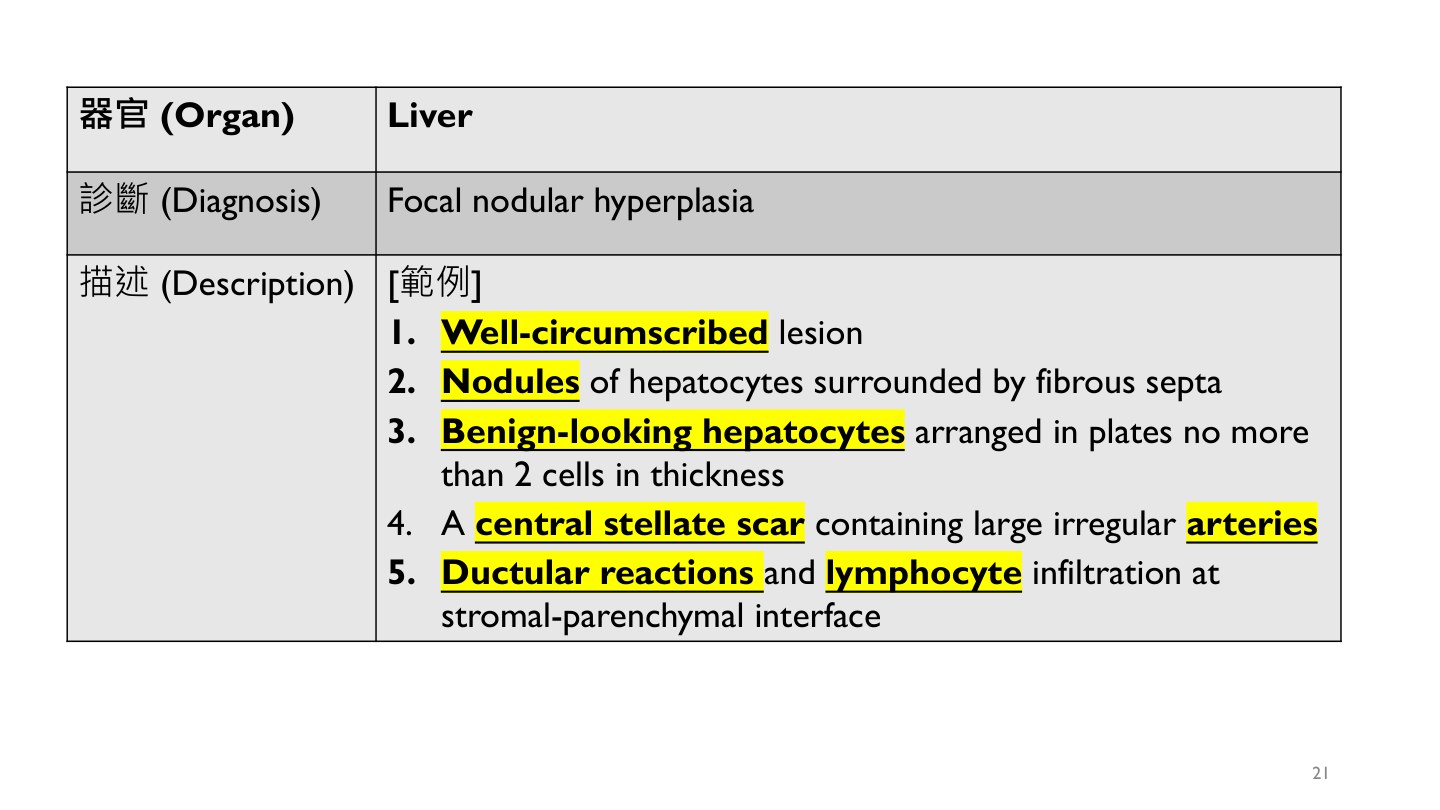 器官 (Organ)
Liver
診斷 (Diagnosis)
Focal nodular hyperplasia
描述 (Description)
[範例]
1. Well-circumscribed lesion
2. Nodules of hepatocytes surrounded by fibrous septa
3. Benign-looking hepatocytes arranged in plates no more
than 2 cells in thickness
4. A central stellate scar containing large irregular arteries
5. Ductular reactions and lymphocyte infiltration at
stromal-parenchymal interface
21